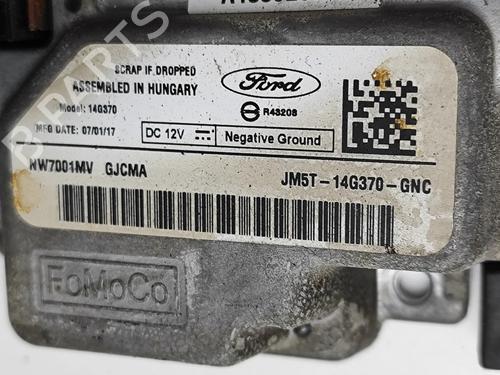 SCRAP IF DROPPED
ASSEMBLED IN HUNGARY
Model: 14G370
MFG DATE: 07/01/17
Ford
R43208
DC 12V
Negative Ground
NW7001MV GJCMA
JM5T-14G370-GNC
FoMoCo
B PARTS